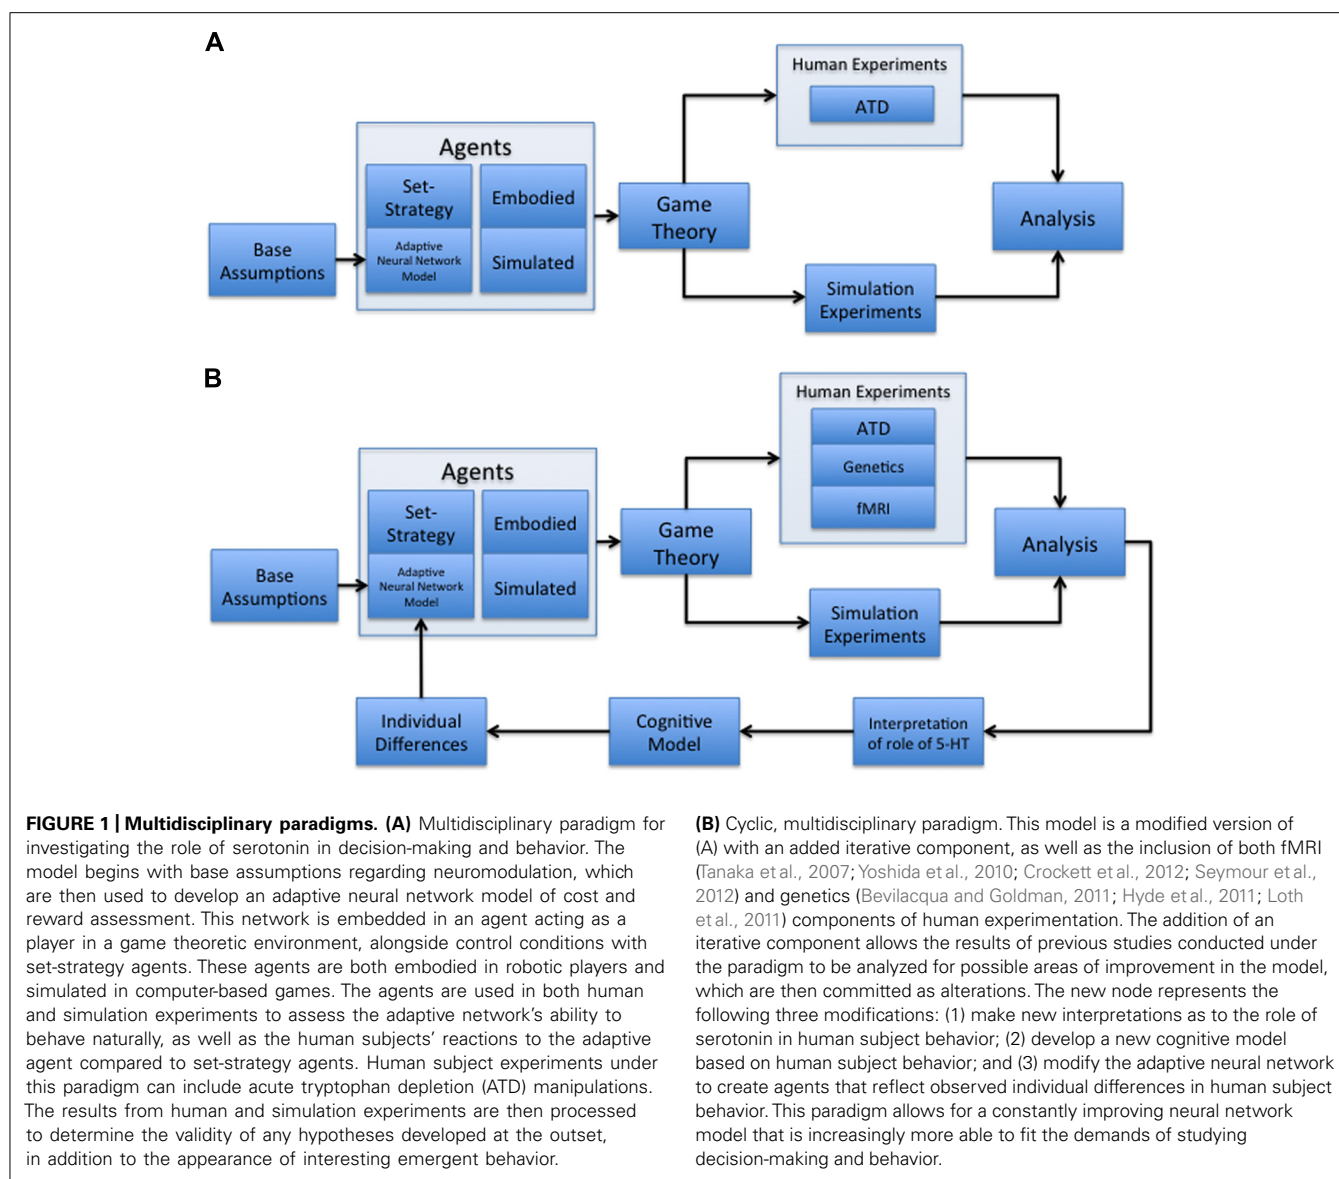 A
Human Experiments
ATD
Agents
Set-
Strategy
Embodied
Adaptive
Neural Network
Model
Simulated
Base
Assumptions
Game
Theory
Analysis
Simulation
Experiments
B
Human Experiments
ATD
Genetics
fMRI
Agents
Set-
Strategy
Embodied
Adaptive
Neural Network
Model
Simulated
Base
Assumptions
Game
Theory
Analysis
Simulation
Experiments
Individual
Differences
Cognitive
Model
Interpretation
of role of 5-HT
FIGURE 1 | Multidisciplinary paradigms. (A) Multidisciplinary paradigm for
investigating the role of serotonin in decision-making and behavior. The
model begins with base assumptions regarding neuromodulation, which
are then used to develop an adaptive neural network model of cost and
reward assessment. This network is embedded in an agent acting as a
player in a game theoretic environment, alongside control conditions with
set-strategy agents. These agents are both embodied in robotic players and
simulated in computer-based games. The agents are used in both human
and simulation experiments to assess the adaptive network's ability to
behave naturally, as well as the human subjects' reactions to the adaptive
agent compared to set-strategy agents. Human subject experiments under
this paradigm can include acute tryptophan depletion (ATD) manipulations.
The results from human and simulation experiments are then processed
to determine the validity of any hypotheses developed at the outset,
in addition to the appearance of interesting emergent behavior.
(B) Cyclic, multidisciplinary paradigm. This model is a modified version of
(A) with an added iterative component, as well as the inclusion of both fMRI
(Tanaka et al., 2007; Yoshida et al., 2010; Crockett et al., 2012; Seymour et al.,
2012) and genetics (Bevilacqua and Goldman, 2011; Hyde et al., 2011; Loth
et al., 2011) components of human experimentation. The addition of an
iterative component allows the results of previous studies conducted under
the paradigm to be analyzed for possible areas of improvement in the model,
which are then committed as alterations. The new node represents the
following three modifications: (1) make new interpretations as to the role of
serotonin in human subject behavior; (2) develop a new cognitive model
based on human subject behavior; and (3) modify the adaptive neural network
to create agents that reflect observed individual differences in human subject
behavior. This paradigm allows for a constantly improving neural network
model that is increasingly more able to fit the demands of studying
decision-making and behavior.